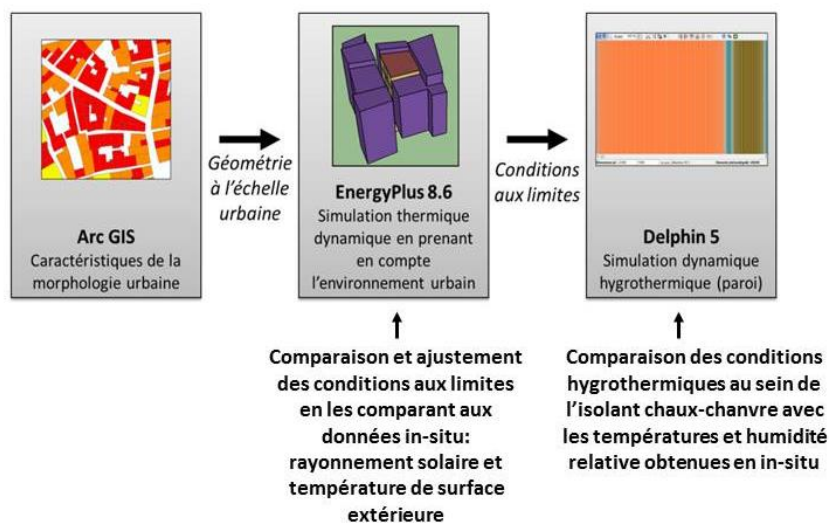 Arc GIS
Caractéristiques de la
morphologie urbaine
Géométrie
à l'échelle
urbaine
EnergyPlus 8.6
Simulation thermique
dynamique en prenant
en compte
l'environnement urbain
Conditions
aux limites
Delphin 5
Simulation dynamique
hygrothermique (paroi)
Comparaison et ajustement
des conditions aux limites
en les comparant aux
données in-situ:
rayonnement solaire et
température de surface
extérieure
Comparaison des conditions
hygrothermiques au sein de
l'isolant chaux-chanvre avec
les températures et humidité
relative obtenues en in-situ